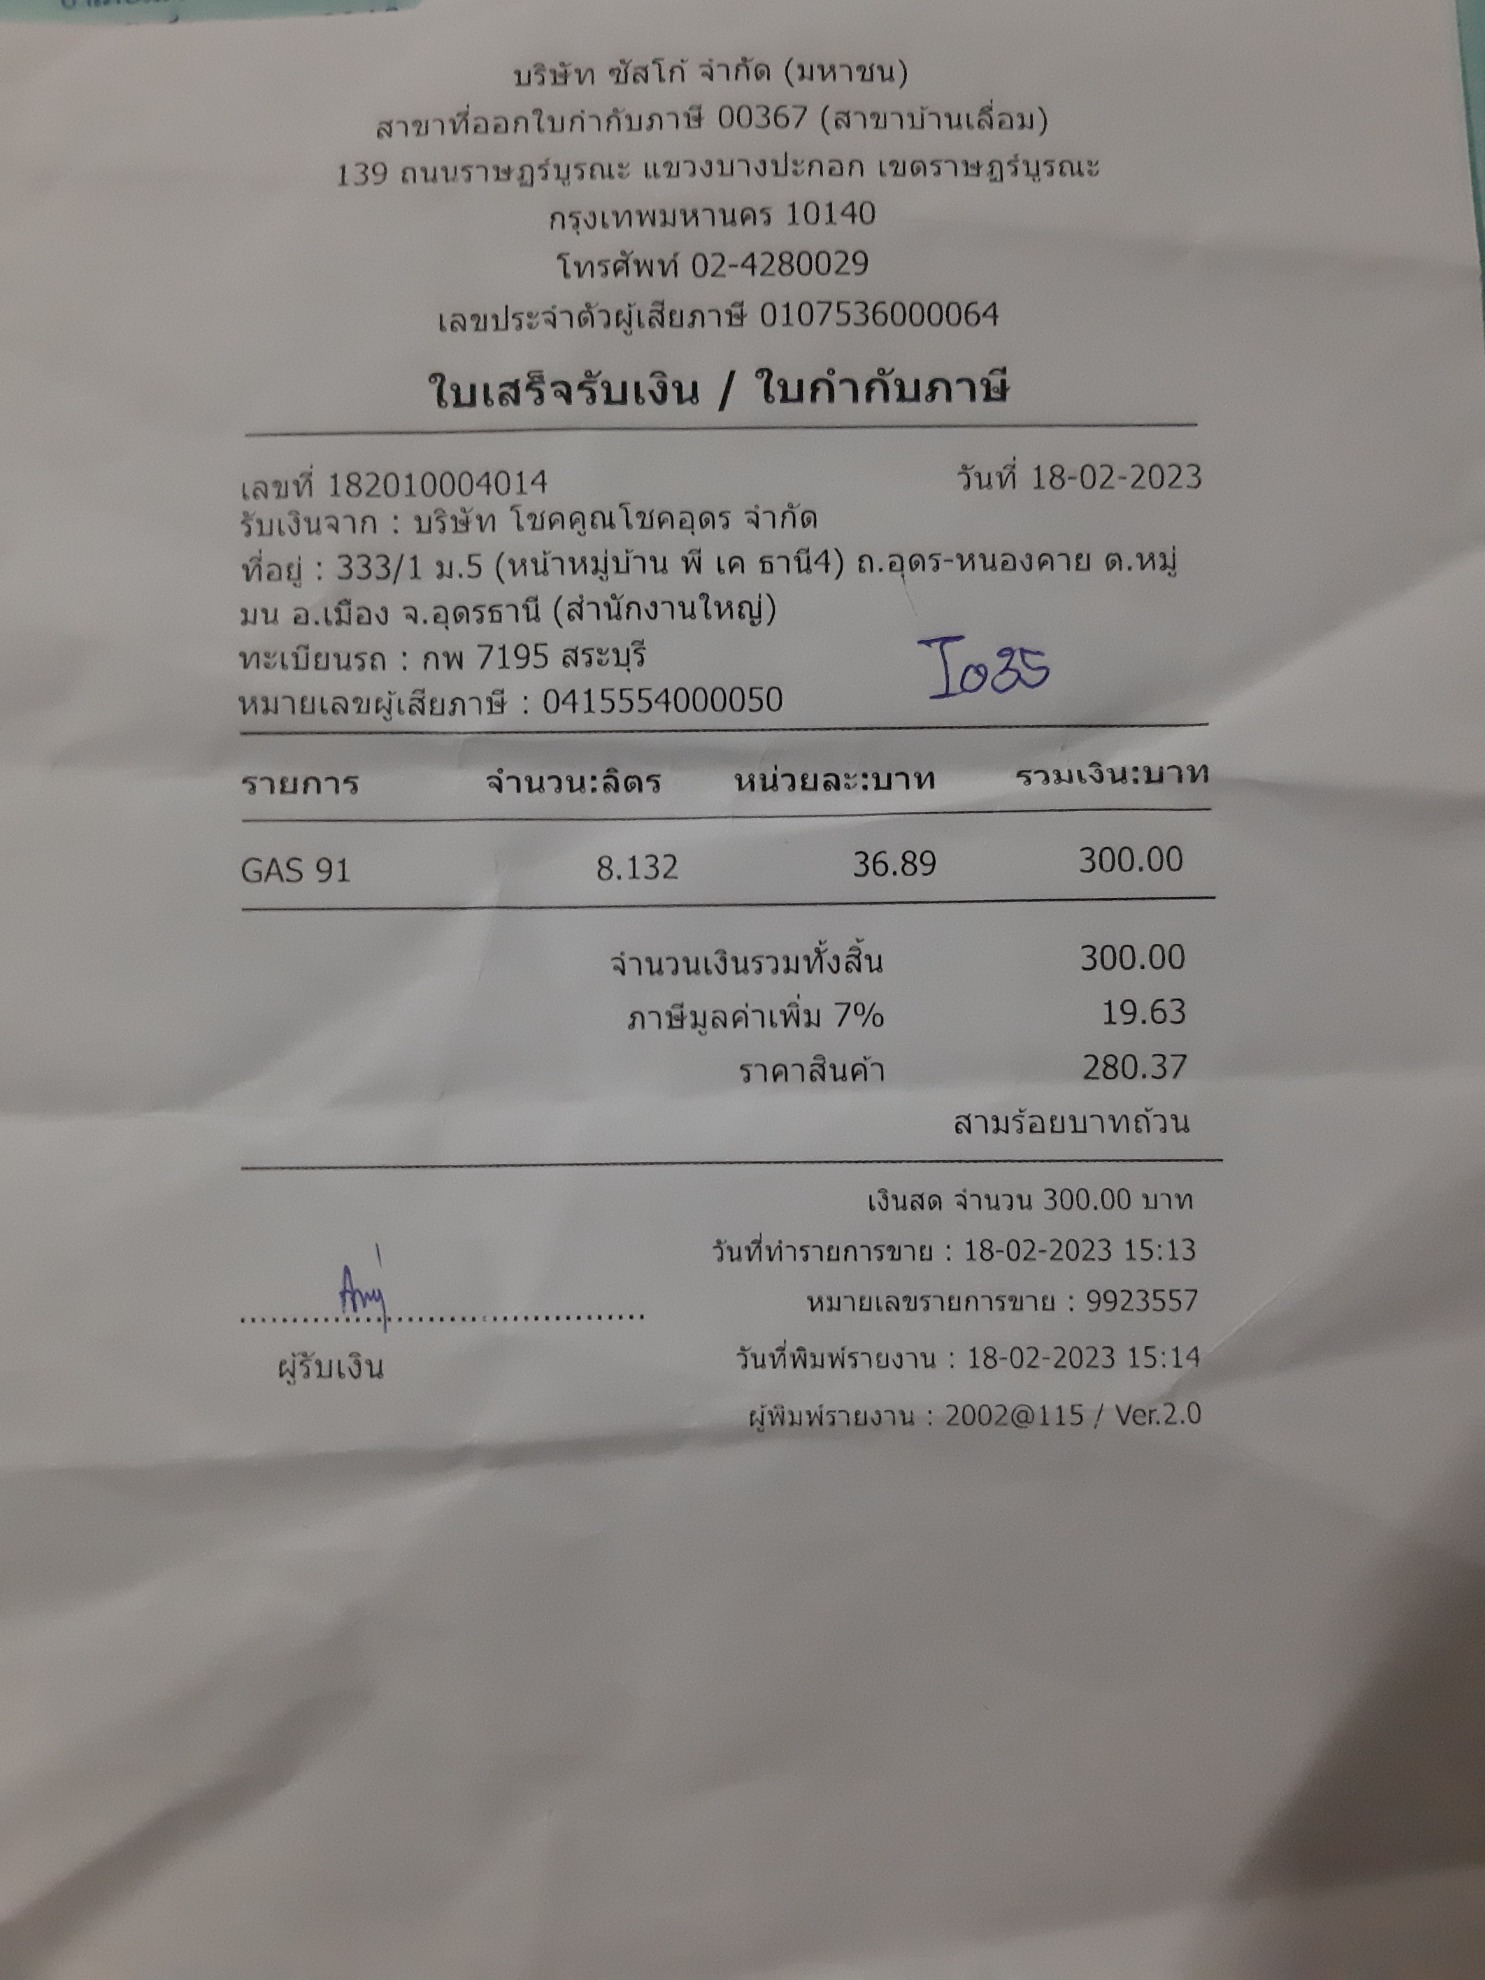 บริษัท ซัสโก้ จำกัด (มหาชน)
สาขาที่ออกใบกำกับภาษี 00367 (สาขาบ้านเลื่อม)
139 ถนนราษฏร์บูรณะ แขวงบางปะกอก เขตราษฏร์บูรณะ
กรุงเทพมหานคร 10140
โทรศัพท์ 02-4280029
เลขประจำตัวผู้เสียภาษี 0107536000064
ใบเสร็จรับเงิน / ใบกำกับภาษี
เลขที่ 182010004014 วันที่ 18-02-2023
รับเงินจาก : บริษัท โชคคูณโชคอุดร จำกัด
ที่อยู่ : 333/1 ม.5 (หน้าหมู่บ้าน พี เค ธานี4) ถ.อุดร-หนองคาย ต.หมู่
มน อ.เมือง จ.อุดรธานี (สำนักงานใหญ่)
ทะเบียนรถ : กพ 7195 สระบุรี
Io35
หมายเลขผู้เสียภาษี : 0415554000050
รายการ จำนวน:ลิตร หน่วยละ:บาท รวมเงิน:บาท
GAS 91 8.132 36.89 300.00
จำนวนเงินรวมทั้งสิ้น 300.00
ภาษีมูลค่าเพิ่ม 7% 19.63
ราคาสินค้า 280.37
สามร้อยบาทถ้วน
เงินสด จำนวน 300.00 บาท
วันที่ทำรายการขาย : 18-02-2023 15:13
หมายเลขรายการขาย : 9923557
ผู้รับเงิน
วันที่พิมพ์รายงาน : 18-02-2023 15:14
ผู้พิมพ์รายงาน : 2002@115 / Ver.2.0